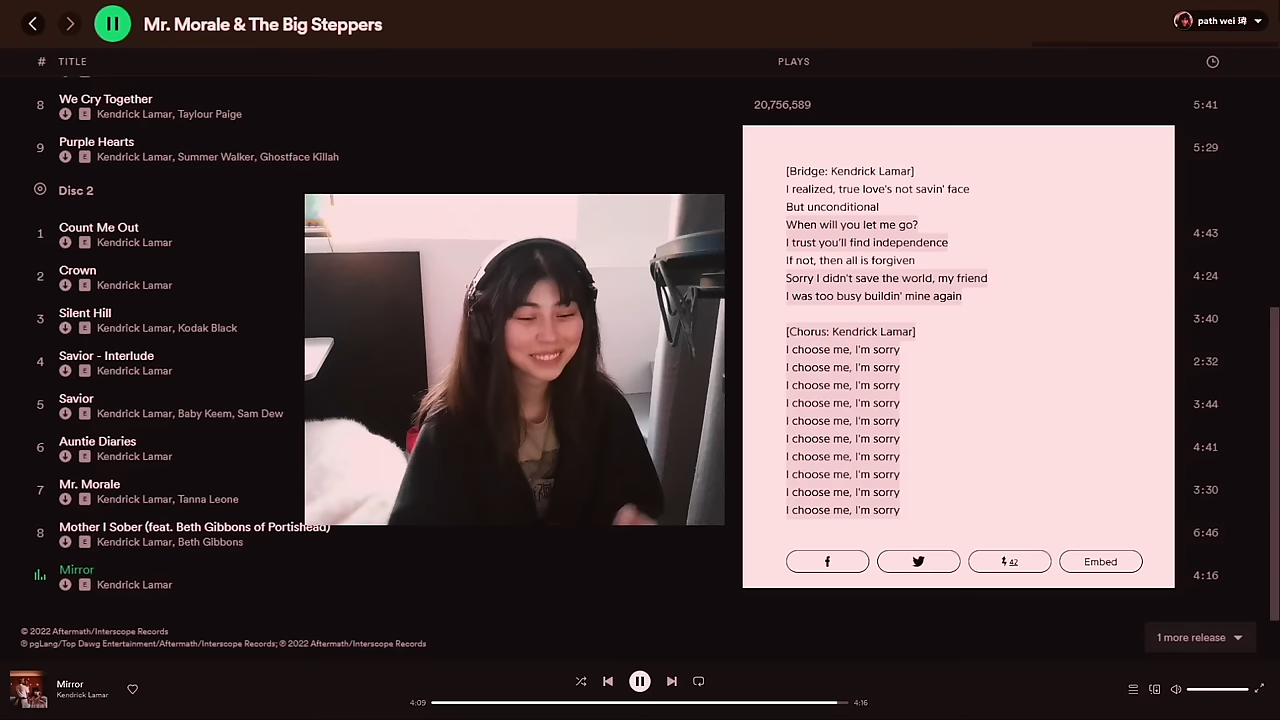 Mr. Morale & The Big Steppers
path wei 琦
# TITLE PLAYS
8 We Cry Together 20,756,589 5:41
E Kendrick Lamar, Taylour Paige
9 Purple Hearts 5:29
E Kendrick Lamar, Summer Walker, Ghostface Killah
Disc 2
1 Count Me Out 4:43
E Kendrick Lamar
2 Crown 4:24
E Kendrick Lamar
3 Silent Hill 3:40
E Kendrick Lamar, Kodak Black
4 Savior - Interlude 2:32
E Kendrick Lamar
5 Savior 3:44
E Kendrick Lamar, Baby Keem, Sam Dew
6 Auntie Diaries 4:41
E Kendrick Lamar
7 Mr. Morale 3:30
E Kendrick Lamar, Tanna Leone
8 Mother I Sober (feat. Beth Gibbons of Portishead) 6:46
E Kendrick Lamar, Beth Gibbons
Mirror 4:16
E Kendrick Lamar
[Bridge: Kendrick Lamar]
I realized, true love's not savin' face
But unconditional
When will you let me go?
I trust you'll find independence
If not, then all is forgiven
Sorry I didn't save the world, my friend
I was too busy buildin' mine again
[Chorus: Kendrick Lamar]
I choose me, I'm sorry
I choose me, I'm sorry
I choose me, I'm sorry
I choose me, I'm sorry
I choose me, I'm sorry
I choose me, I'm sorry
I choose me, I'm sorry
I choose me, I'm sorry
I choose me, I'm sorry
I choose me, I'm sorry
f 42 Embed
© 2022 Aftermath/Interscope Records
℗ pgLang/Top Dawg Entertainment/Aftermath/Interscope Records; ℗ 2022 Aftermath/Interscope Records
1 more release
Mirror
Kendrick Lamar
4:09 4:16